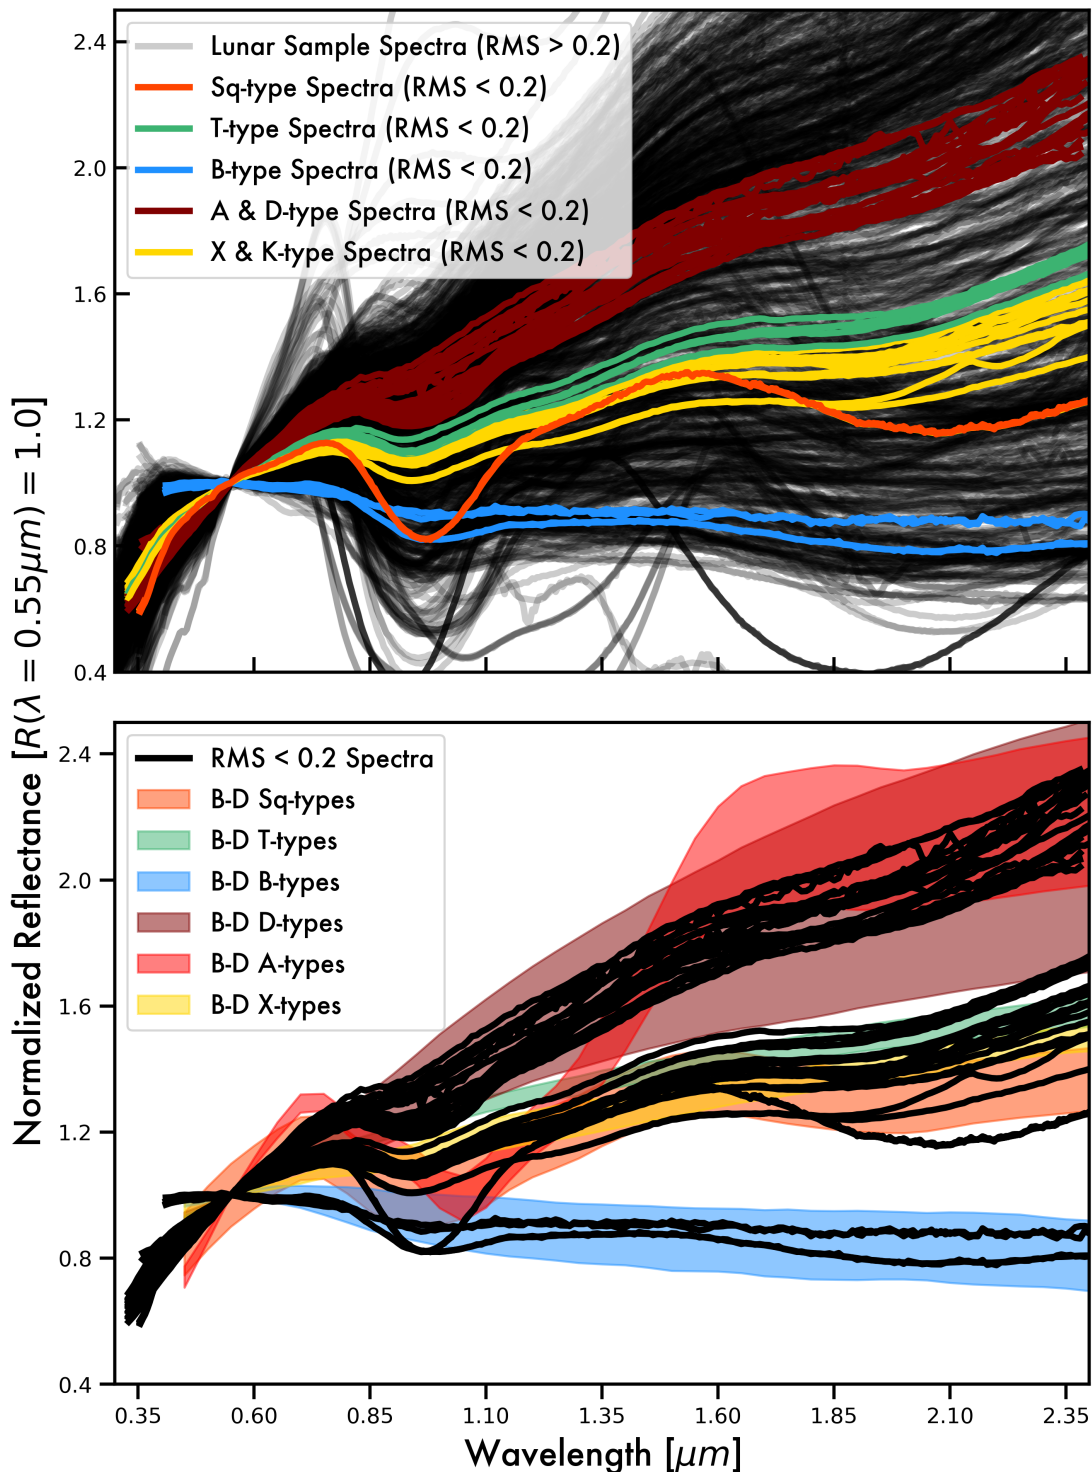 Normalized Reflectance [R(λ = 0.55μm) = 1.0]
2.4
2.0
1.6
1.2
0.8
0.4
Lunar Sample Spectra (RMS > 0.2)
Sq-type Spectra (RMS < 0.2)
T-type Spectra (RMS < 0.2)
B-type Spectra (RMS < 0.2)
A & D-type Spectra (RMS < 0.2)
X & K-type Spectra (RMS < 0.2)
2.4
2.0
1.6
1.2
0.8
0.4
RMS < 0.2 Spectra
B-D Sq-types
B-D T-types
B-D B-types
B-D D-types
B-D A-types
B-D X-types
0.35 0.60 0.85 1.10 1.35 1.60 1.85 2.10 2.35
Wavelength [μm]